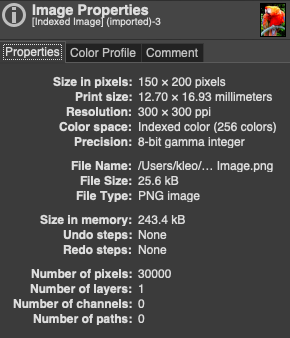 Image Properties
[Indexed Image] (imported)-3
Properties Color Profile Comment
Size in pixels: 150 × 200 pixels
Print size: 12.70 × 16.93 millimeters
Resolution: 300 × 300 ppi
Color space: Indexed color (256 colors)
Precision: 8-bit gamma integer
File Name: /Users/kleo/… Image.png
File Size: 25.6 kB
File Type: PNG image
Size in memory: 243.4 kB
Undo steps: None
Redo steps: None
Number of pixels: 30000
Number of layers: 1
Number of channels: 0
Number of paths: 0